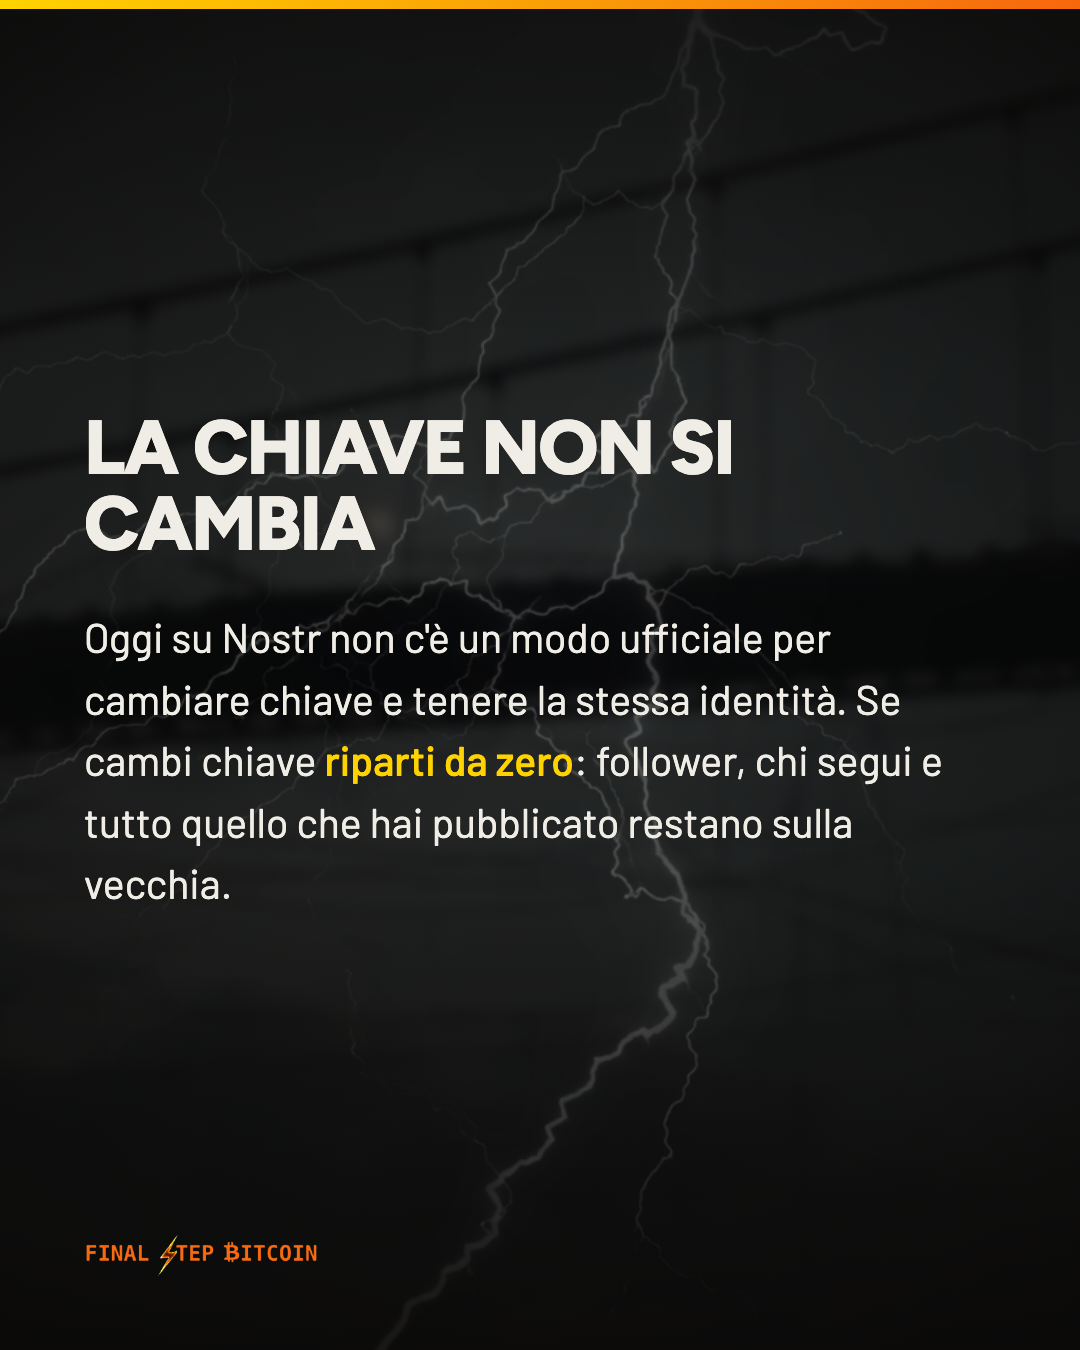 LA CHIAVE NON SI
CAMBIA
Oggi su Nostr non c'è un modo ufficiale per
cambiare chiave e tenere la stessa identità. Se
cambi chiave riparti da zero: follower, chi segui e
tutto quello che hai pubblicato restano sulla
vecchia.
FINAL STEP BITCOIN